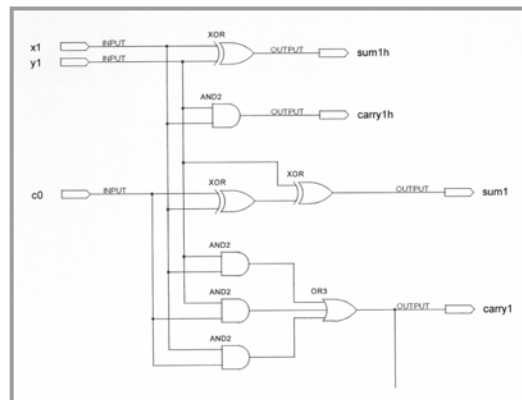 XOR
x1 INPUT OUTPUT sum1h
y1 INPUT
AND2
OUTPUT carry1h
XOR XOR
c0 INPUT OUTPUT sum1
AND2
AND2 OR3
OUTPUT carry1
AND2